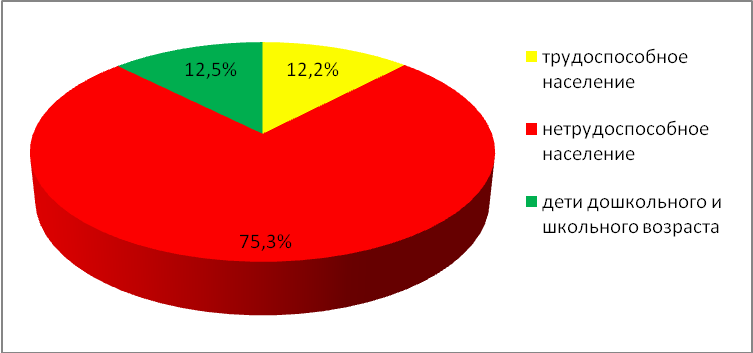 12,5%
12,2%
75,3%
трудоспособное
население
нетрудоспособное
население
дети дошкольного и
школьного возраста